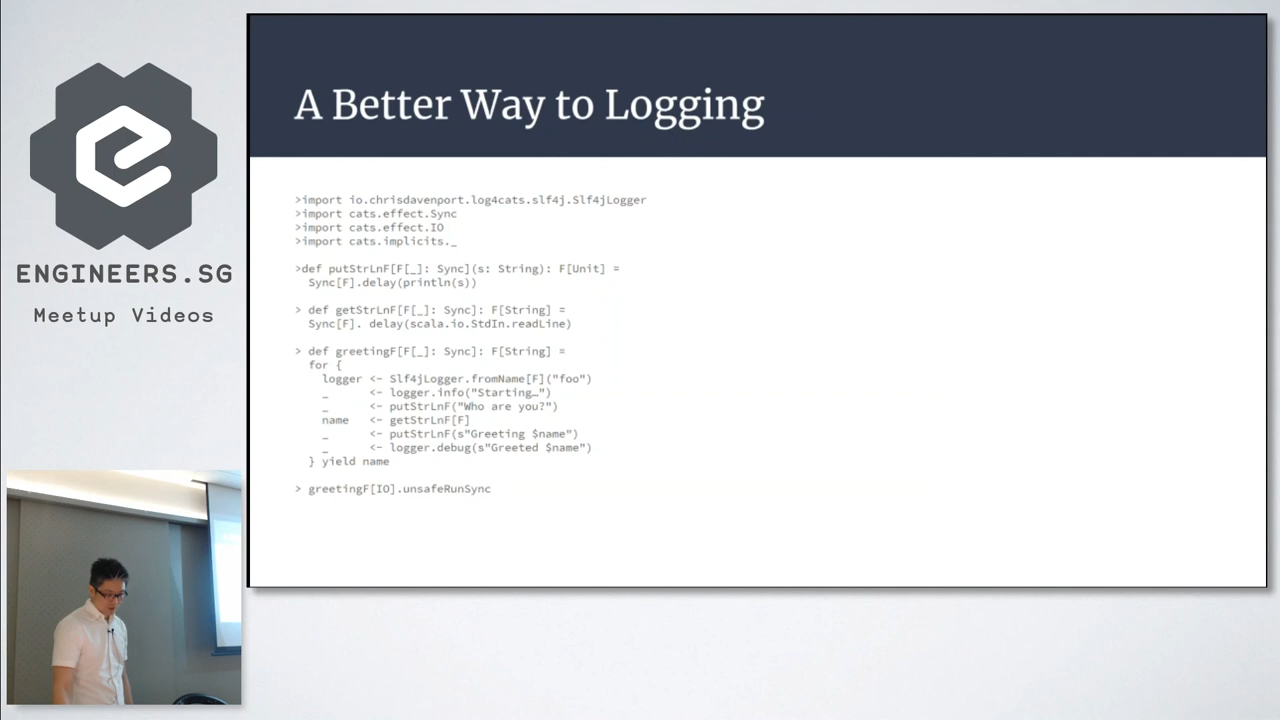 A Better Way to Logging
>import io.chrisdavenport.log4cats.slf4j.Slf4jLogger
>import cats.effect.Sync
>import cats.effect.IO
>import cats.implicits._
>def putStrLnF[F[_]: Sync](s: String): F[Unit] =
Sync[F].delay(println(s))
> def getStrLnF[F[_]: Sync]: F[String] =
Sync[F]. delay(scala.io.StdIn.readLine)
> def greetingF[F[_]: Sync]: F[String] =
for {
logger <- Slf4jLogger.fromName[F]("foo")
_ <- logger.info("Starting…")
_ <- putStrLnF("Who are you?")
name <- getStrLnF[F]
_ <- putStrLnF(s"Greeting $name")
_ <- logger.debug(s"Greeted $name")
} yield name
> greetingF[IO].unsafeRunSync
ENGINEERS.SG
Meetup Videos